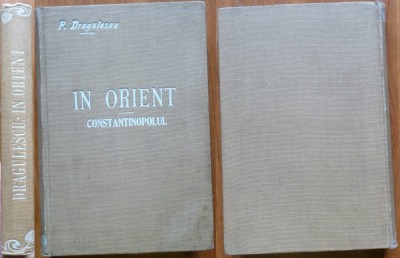 DRAGULESCU: IN ORIENT
P. Dragulescu
IN ORIENT
CONSTANTINOPOLUL